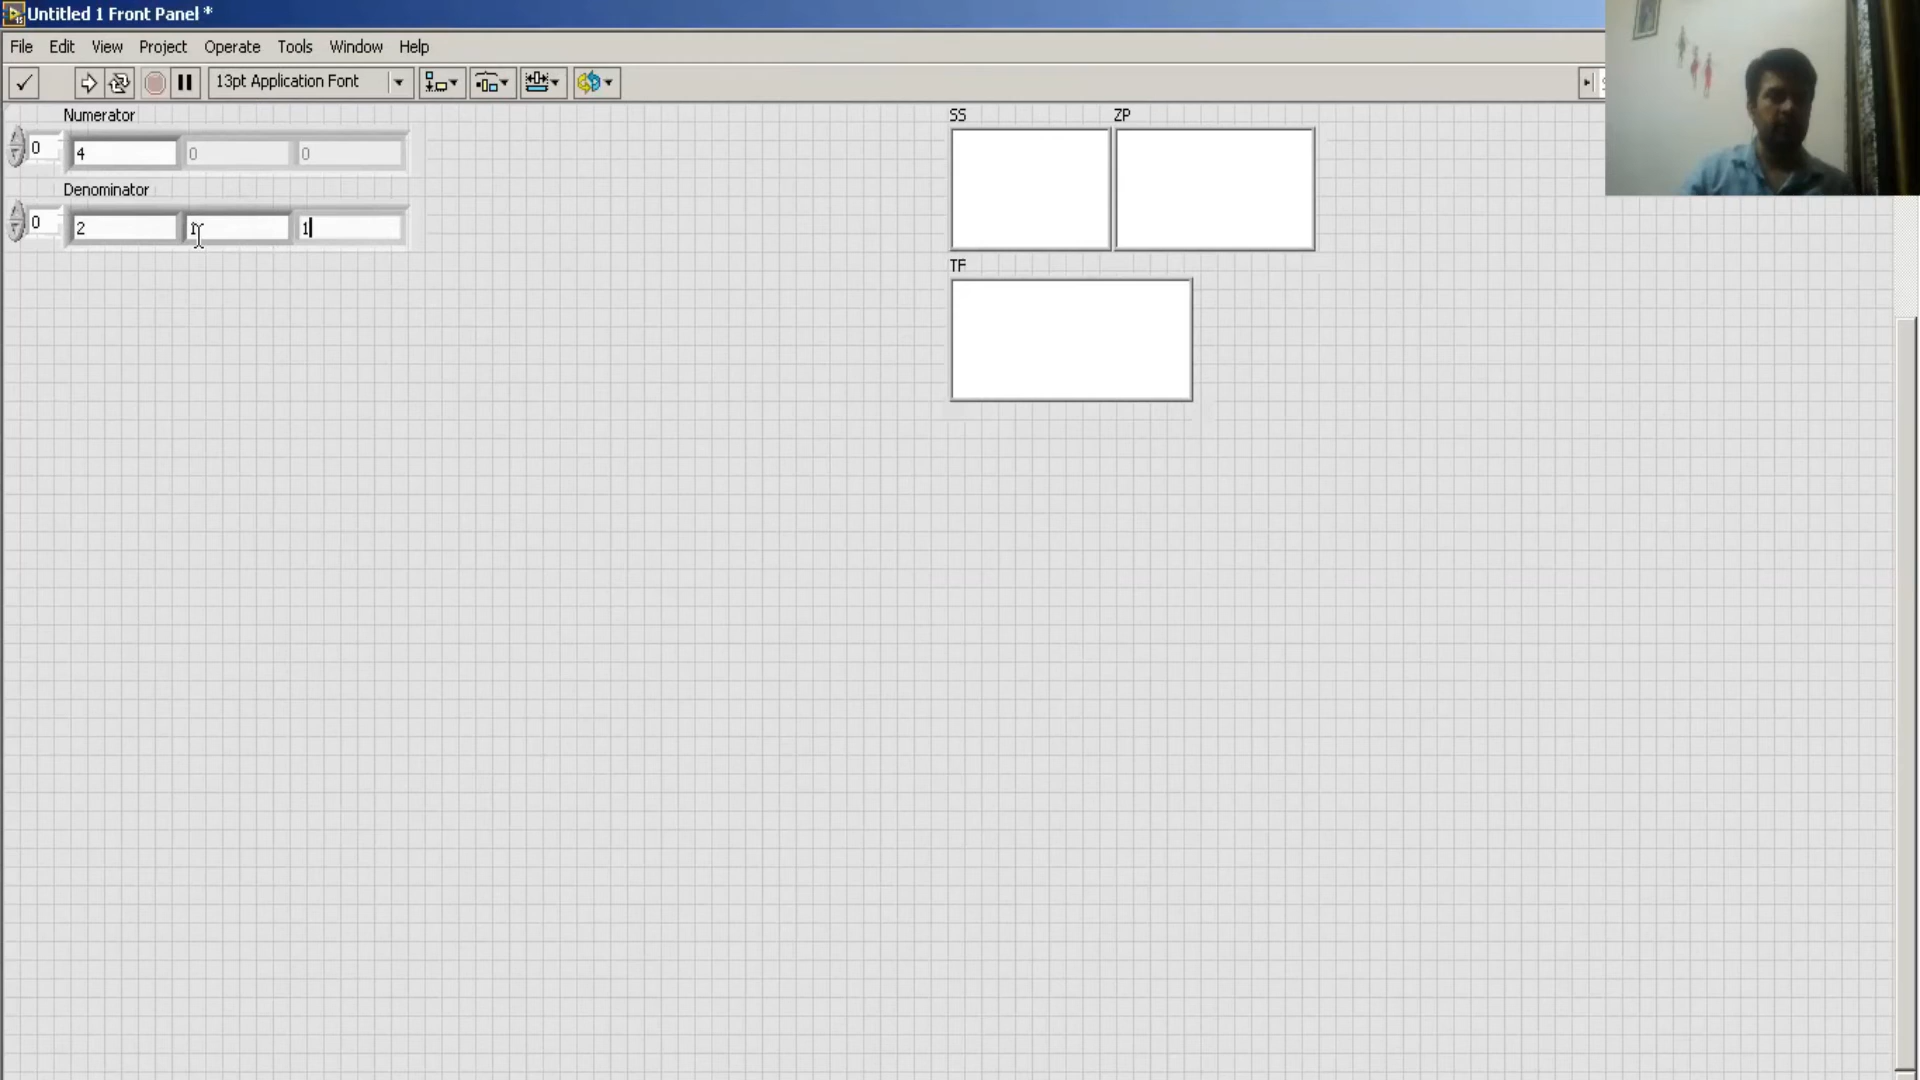 Untitled 1 Front Panel *
File Edit View Project Operate Tools Window Help
13pt Application Font
Numerator
0 4 0 0
Denominator
0 2 1 1
SS ZP
TF